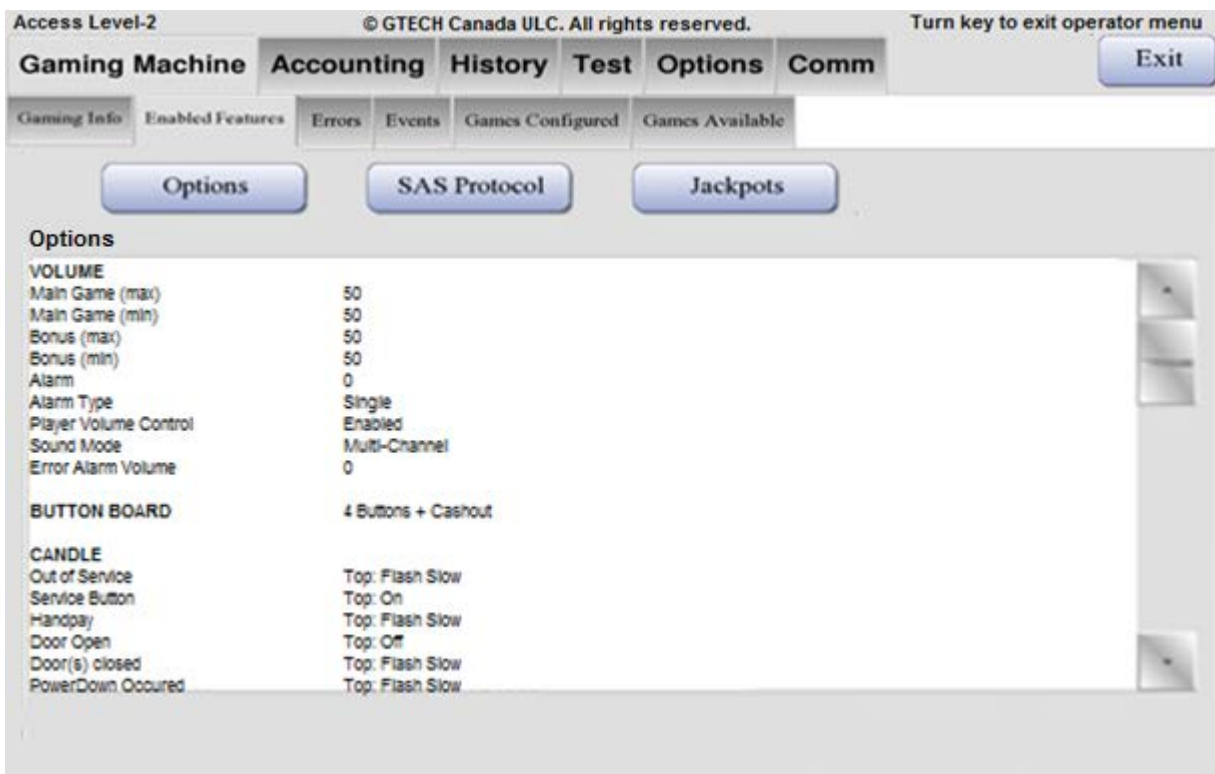 Access Level-2 © GTECH Canada ULC. All rights reserved. Turn key to exit operator menu
Gaming Machine Accounting History Test Options Comm Exit
Gaming Info Enabled Features Errors Events Games Configured Games Available
Options SAS Protocol Jackpots
Options
VOLUME
Main Game (max) 50
Main Game (min) 50
Bonus (max) 50
Bonus (min) 50
Alarm 0
Alarm Type Single
Player Volume Control Enabled
Sound Mode Multi-Channel
Error Alarm Volume 0
BUTTON BOARD 4 Buttons + Cashout
CANDLE
Out of Service Top: Flash Slow
Service Button Top: On
Handpay Top: Flash Slow
Door Open Top: Off
Door(s) closed Top: Flash Slow
PowerDown Occured Top: Flash Slow